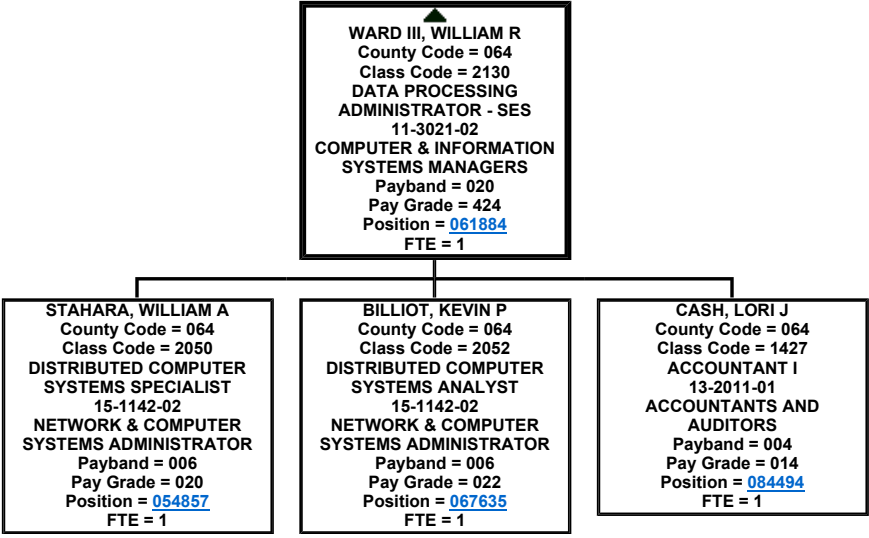 WARD III, WILLIAM R
County Code = 064
Class Code = 2130
DATA PROCESSING
ADMINISTRATOR - SES
11-3021-02
COMPUTER & INFORMATION
SYSTEMS MANAGERS
Payband = 020
Pay Grade = 424
Position = 061884
FTE = 1
STAHARA, WILLIAM A
County Code = 064
Class Code = 2050
DISTRIBUTED COMPUTER
SYSTEMS SPECIALIST
15-1142-02
NETWORK & COMPUTER
SYSTEMS ADMINISTRATOR
Payband = 006
Pay Grade = 020
Position = 054857
FTE = 1
BILLIOT, KEVIN P
County Code = 064
Class Code = 2052
DISTRIBUTED COMPUTER
SYSTEMS ANALYST
15-1142-02
NETWORK & COMPUTER
SYSTEMS ADMINISTRATOR
Payband = 006
Pay Grade = 022
Position = 067635
FTE = 1
CASH, LORI J
County Code = 064
Class Code = 1427
ACCOUNTANT I
13-2011-01
ACCOUNTANTS AND
AUDITORS
Payband = 004
Pay Grade = 014
Position = 084494
FTE = 1